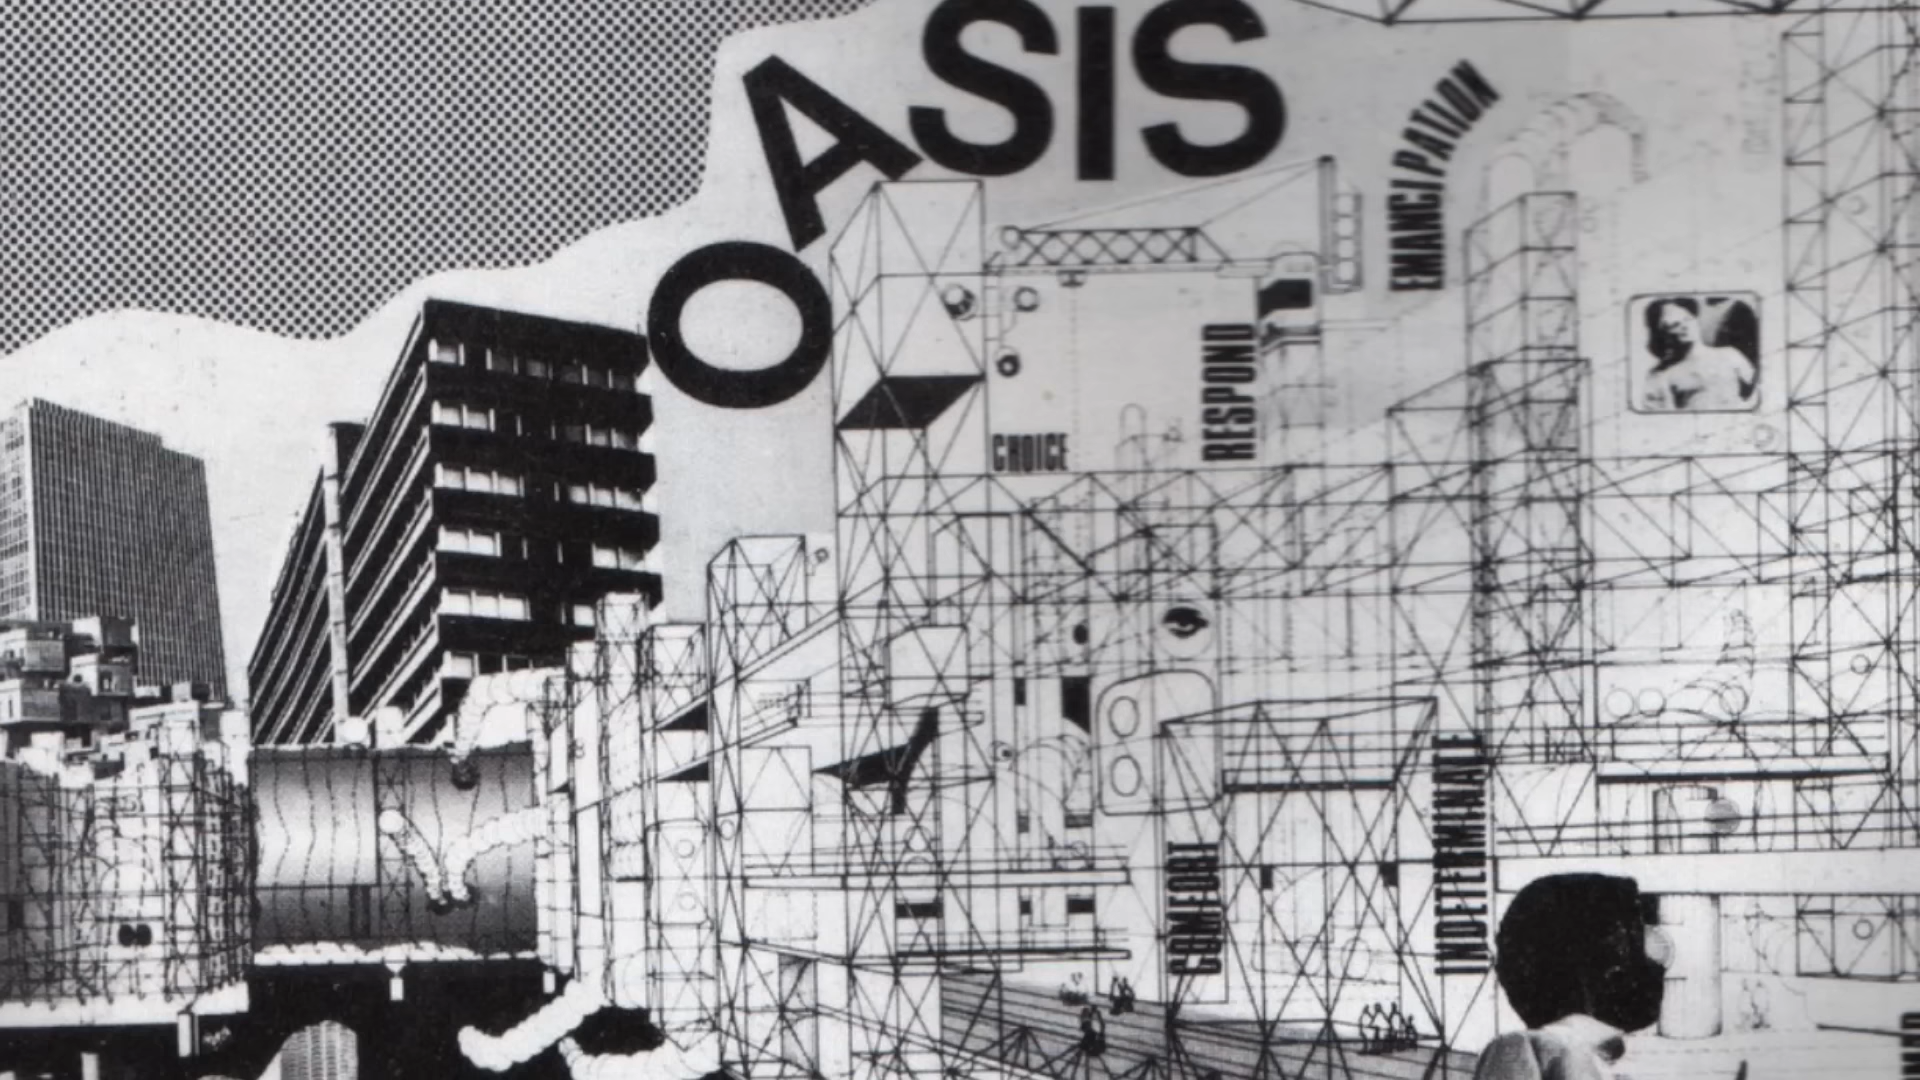 OASIS
EMANCIPATION
RESPOND
CHOICE
INDETERMINATE
COMFORT